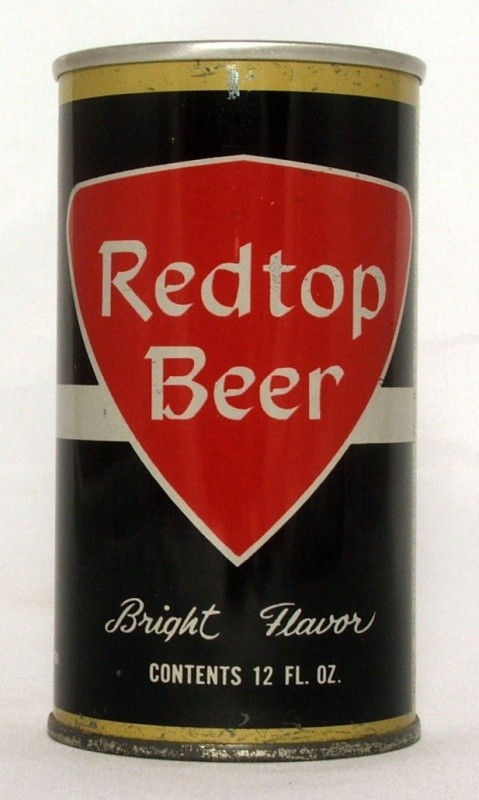 Redtop
Beer
Bright Flavor
CONTENTS 12 FL. OZ.